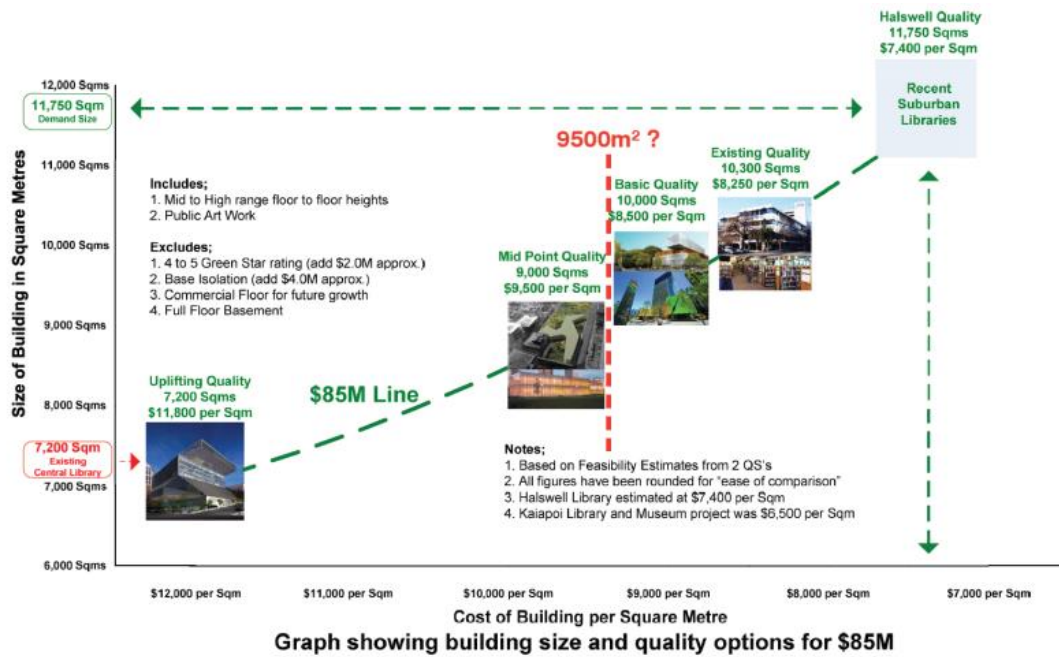 Halswell Quality
11,750 Sqms
$7,400 per Sqm
Recent
Suburban
Libraries
12,000 Sqms
11,750 Sqm
Demand Size
11,000 Sqms
10,000 Sqms
9,000 Sqms
8,000 Sqms
7,200 Sqm
Existing
Central Library
7,000 Sqms
6,000 Sqms
Size of Building in Square Metres
9500m² ?
Existing Quality
10,300 Sqms
$8,250 per Sqm
Basic Quality
10,000 Sqms
$8,500 per Sqm
Includes;
1. Mid to High range floor to floor heights
2. Public Art Work
Excludes;
1. 4 to 5 Green Star rating (add $2.0M approx.)
2. Base Isolation (add $4.0M approx.)
3. Commercial Floor for future growth
4. Full Floor Basement
Mid Point Quality
9,000 Sqms
$9,500 per Sqm
Uplifting Quality
7,200 Sqms
$11,800 per Sqm
$85M Line
Notes;
1. Based on Feasibility Estimates from 2 QS's
2. All figures have been rounded for "ease of comparison"
3. Halswell Library estimated at $7,400 per Sqm
4. Kaiapoi Library and Museum project was $6,500 per Sqm
$12,000 per Sqm
$11,000 per Sqm
$10,000 per Sqm
$9,000 per Sqm
$8,000 per Sqm
$7,000 per Sqm
Cost of Building per Square Metre
Graph showing building size and quality options for $85M